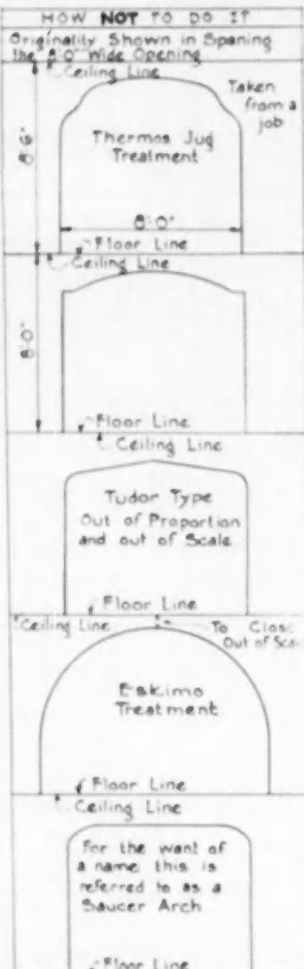 HOW NOT TO DO IT
Originality Shown in Spaning
the 8'0" Wide Opening
Ceiling Line
Taken
from a
job
8'6"
Thermos Jug
Treatment
8'0"
Floor Line
Ceiling Line
8'0"
Floor Line
Ceiling Line
Tudor Type
Out of Proportion
and out of Scale
Floor Line
Ceiling Line
To Close
Out of Scale
Eskimo
Treatment
Floor Line
Ceiling Line
For the want of
a name this is
referred to as a
Saucer Arch
Floor Line